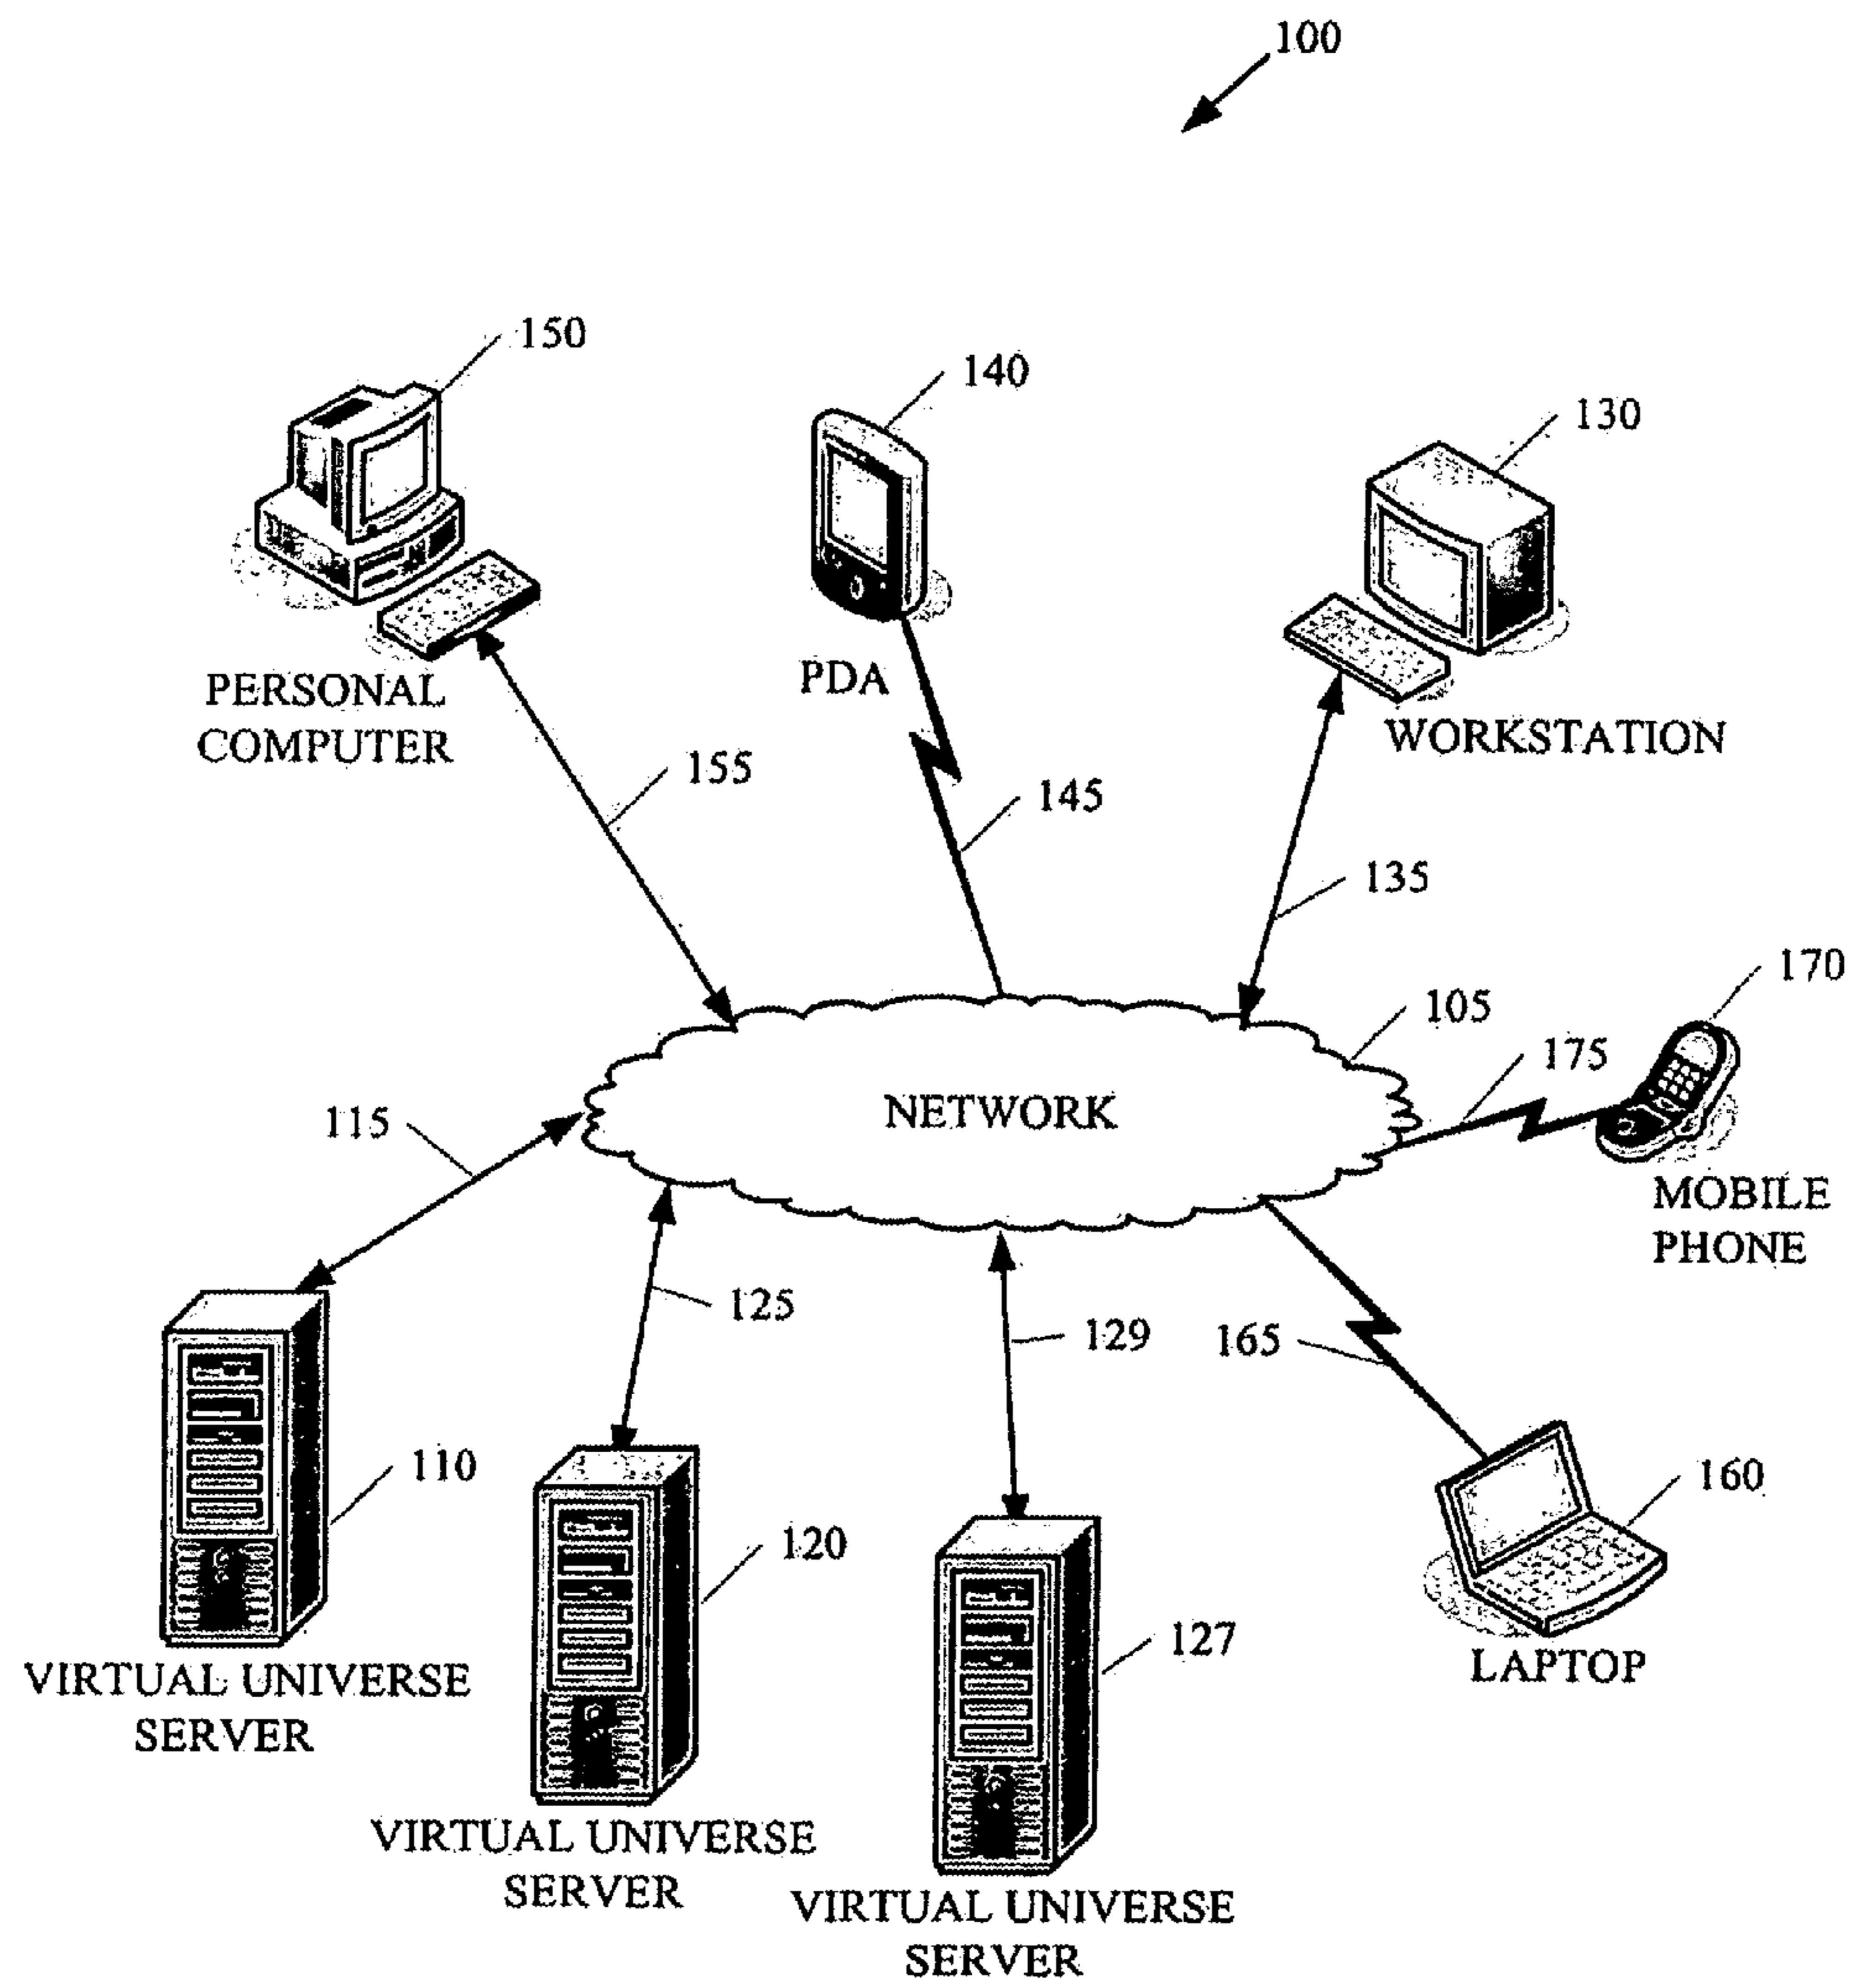 100
150
140
130
PERSONAL
COMPUTER
PDA
WORKSTATION
155
145
135
170
105
175
NETWORK
115
MOBILE
PHONE
125
129
165
110
160
120
127
LAPTOP
VIRTUAL UNIVERSE
SERVER
VIRTUAL UNIVERSE
SERVER
VIRTUAL UNIVERSE
SERVER